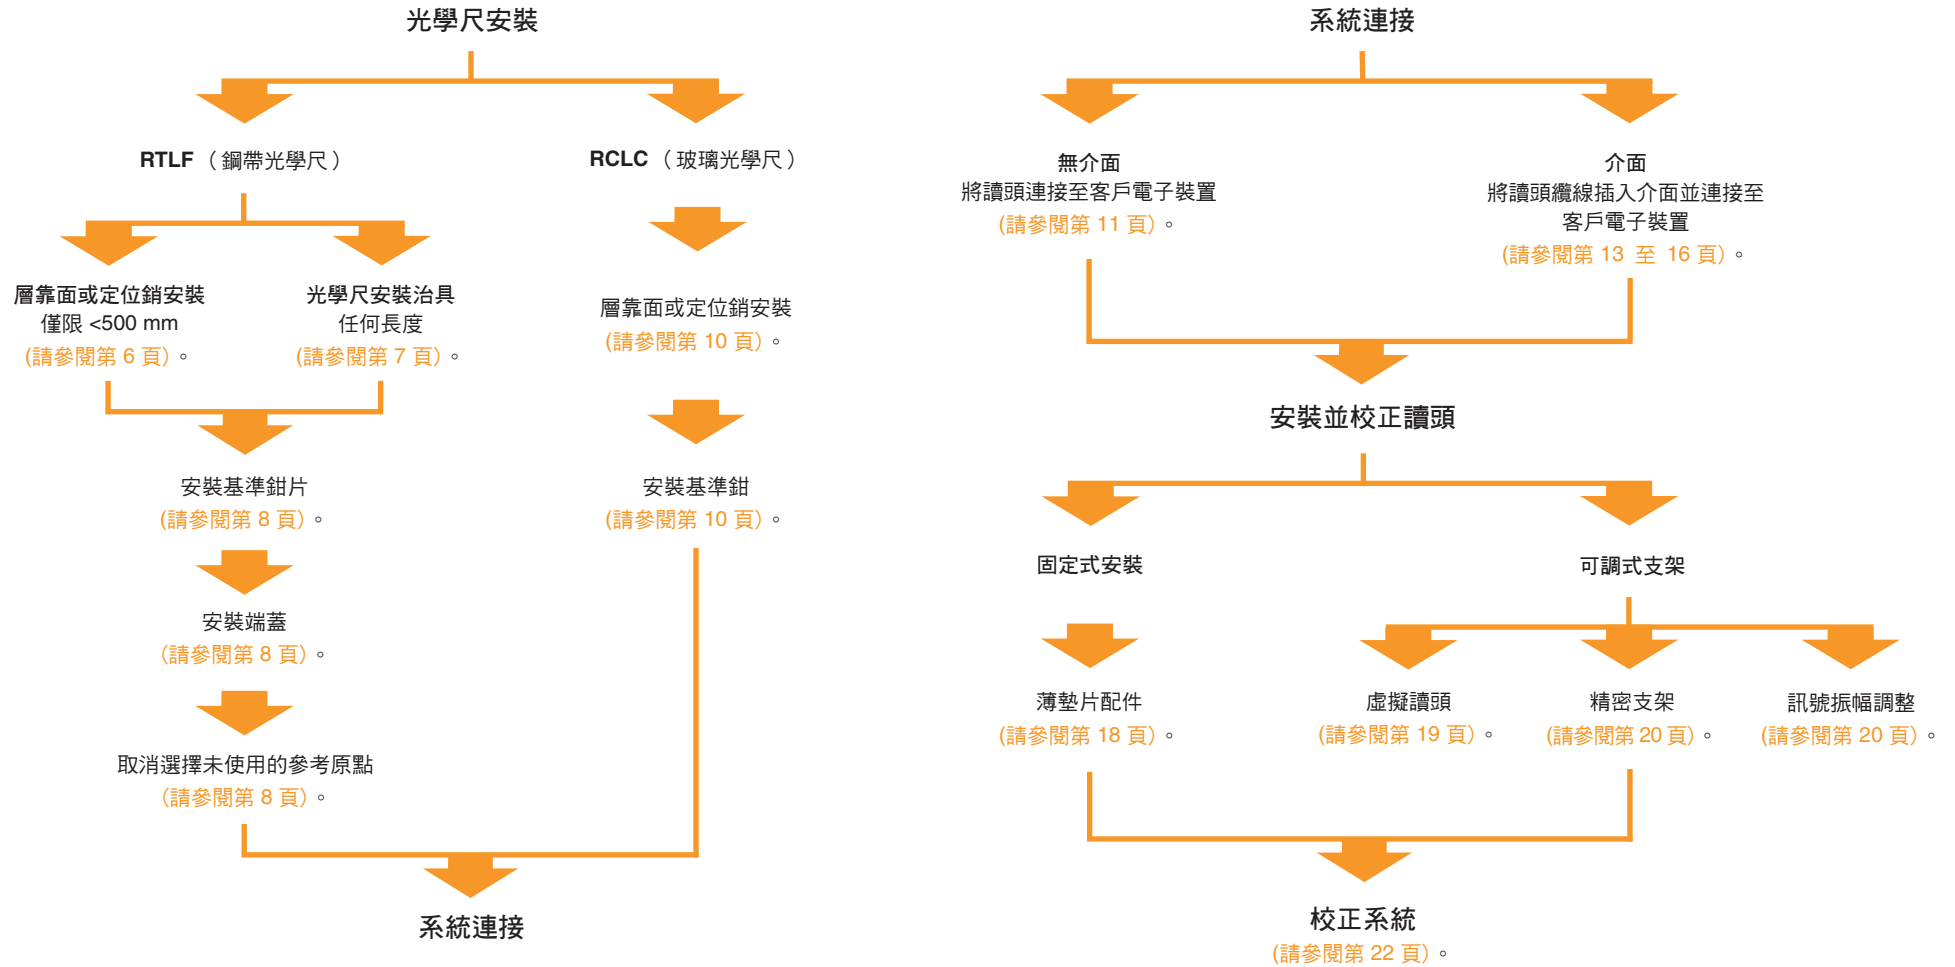 光學尺安裝
RTLF（鋼帶光學尺）
RCLC（玻璃光學尺）
層靠面或定位銷安裝
僅限 <500 mm
(請參閱第 6 頁)。
光學尺安裝治具
任何長度
(請參閱第 7 頁)。
層靠面或定位銷安裝
(請參閱第 10 頁)。
安裝基準鉗片
(請參閱第 8 頁)。
安裝基準鉗
(請參閱第 10 頁)。
安裝端蓋
(請參閱第 8 頁)。
取消選擇未使用的參考原點
(請參閱第 8 頁)。
系統連接
系統連接
無介面
將讀頭連接至客戶電子裝置
(請參閱第 11 頁)。
介面
將讀頭纜線插入介面並連接至
客戶電子裝置
(請參閱第 13 至 16 頁)。
安裝並校正讀頭
固定式安裝
可調式支架
薄墊片配件
(請參閱第 18 頁)。
虛擬讀頭
(請參閱第 19 頁)。
精密支架
(請參閱第 20 頁)。
訊號振幅調整
(請參閱第 20 頁)。
校正系統
(請參閱第 22 頁)。